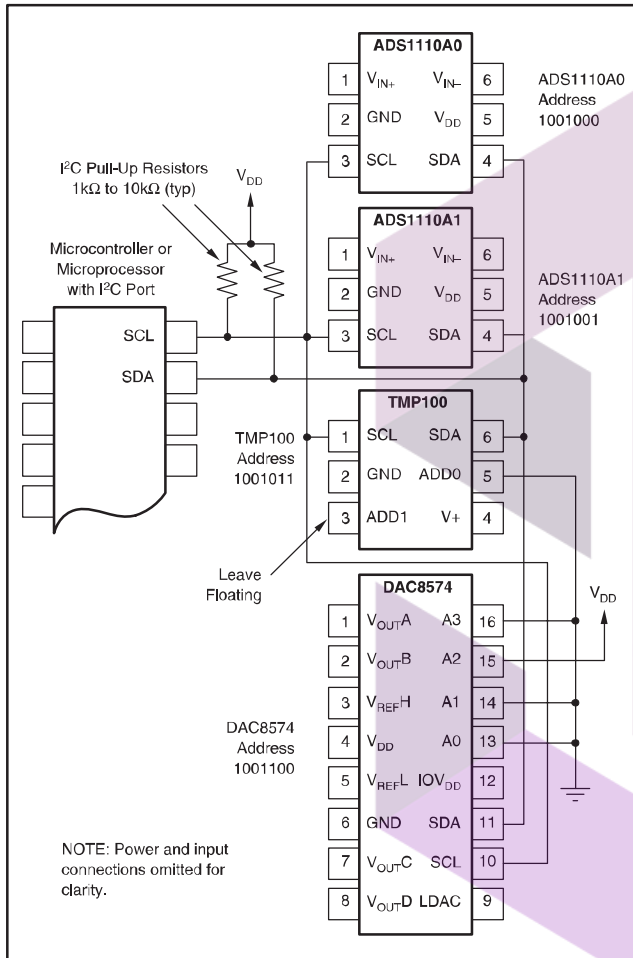 ADS1110A0
1 V_IN+ V_IN– 6
2 GND V_DD 5
3 SCL SDA 4
ADS1110A0
Address
1001000
I²C Pull-Up Resistors
1kΩ to 10kΩ (typ)
V_DD
Microcontroller or
Microprocessor
with I²C Port
SCL
SDA
ADS1110A1
1 V_IN+ V_IN– 6
2 GND V_DD 5
3 SCL SDA 4
ADS1110A1
Address
1001001
TMP100
1 SCL SDA 6
2 GND ADD0 5
3 ADD1 V+ 4
TMP100
Address
1001011
Leave
Floating
DAC8574
1 V_OUTA A3 16
2 V_OUTB A2 15
3 V_REFH A1 14
4 V_DD A0 13
5 V_REFL IOV_DD 12
6 GND SDA 11
7 V_OUTC SCL 10
8 V_OUTD LDAC 9
V_DD
DAC8574
Address
1001100
NOTE: Power and input
connections omitted for
clarity.